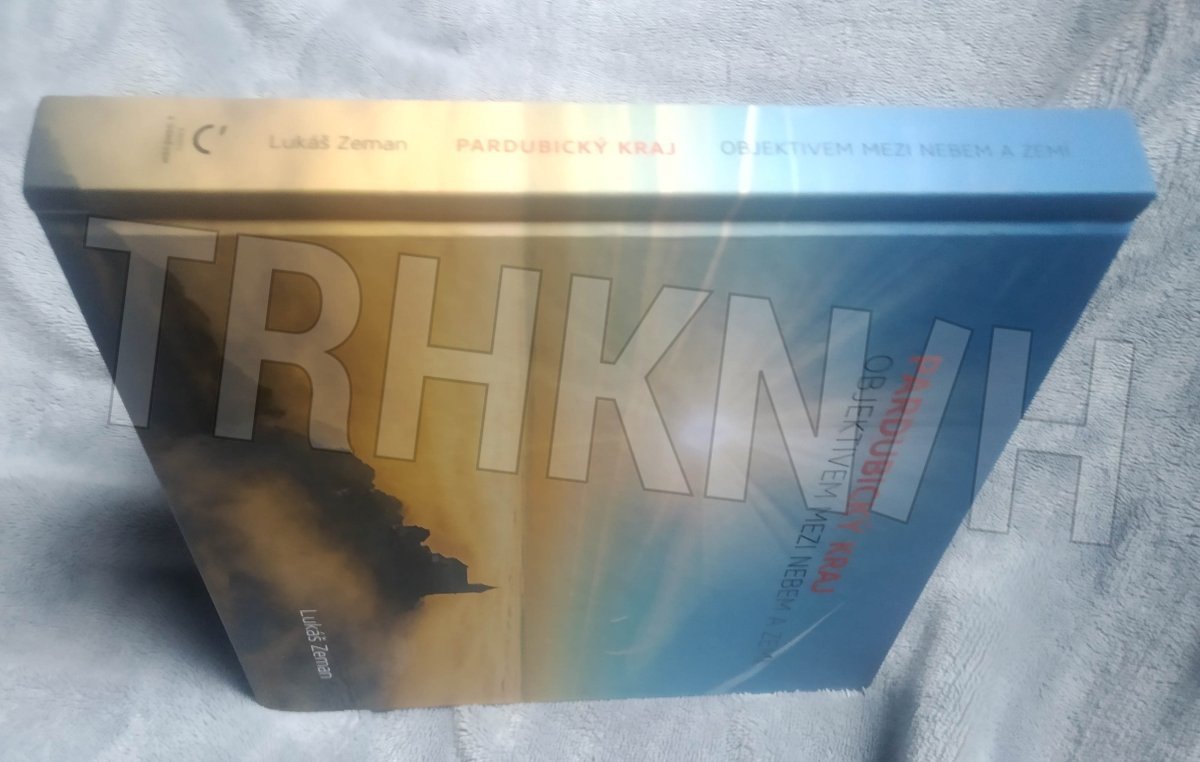 Lukáš Zeman PARDUBICKÝ KRAJ OBJEKTIVEM MEZI NEBEM A ZEMÍ
TRHKNIH
PARDUBICKÝ KRAJ
OBJEKTIVEM MEZI NEBEM A ZEMÍ
Lukáš Zeman